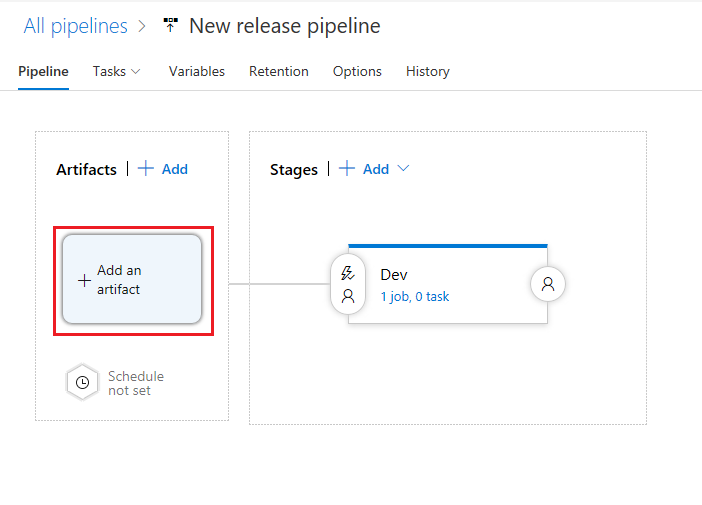 All pipelines > New release pipeline
Pipeline Tasks Variables Retention Options History
Artifacts | + Add
Stages | + Add
+ Add an
artifact
Dev
1 job, 0 task
Schedule
not set